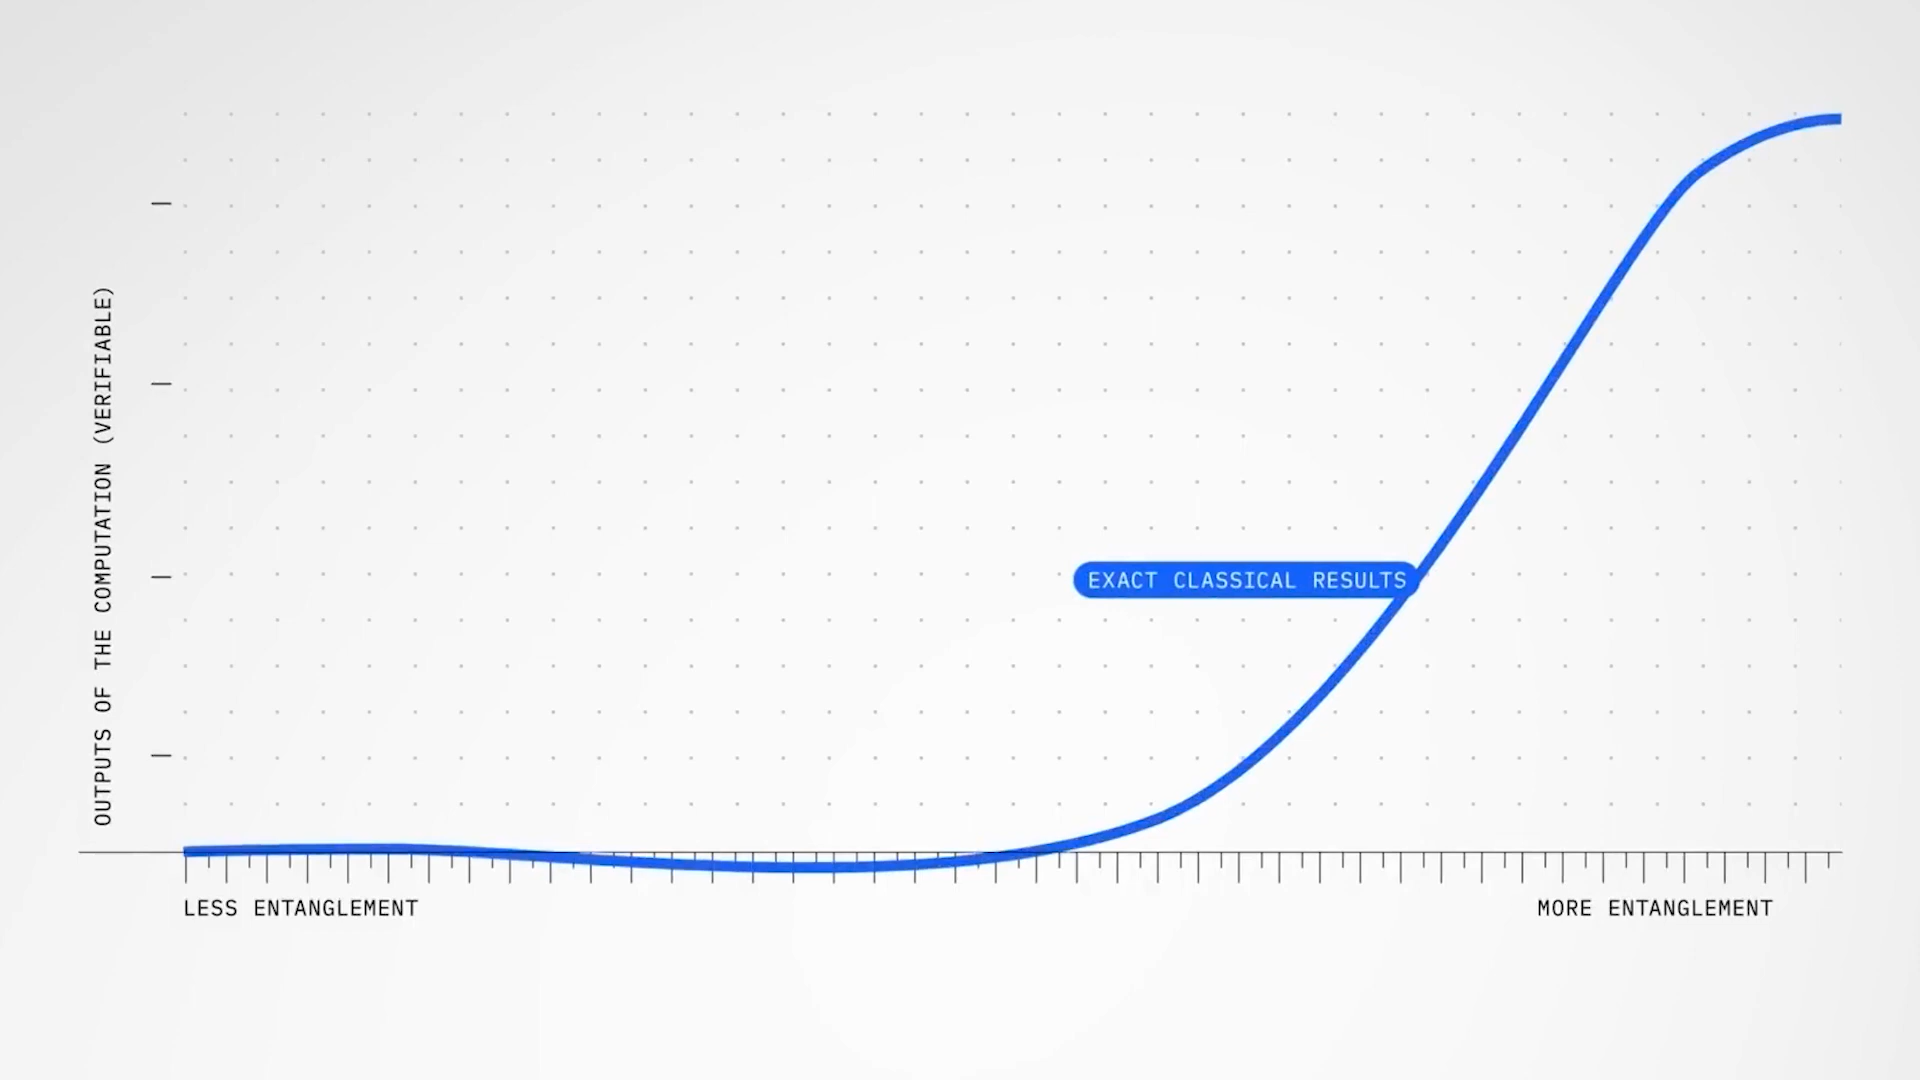 OUTPUTS OF THE COMPUTATION (VERIFIABLE)
EXACT CLASSICAL RESULTS
LESS ENTANGLEMENT
MORE ENTANGLEMENT